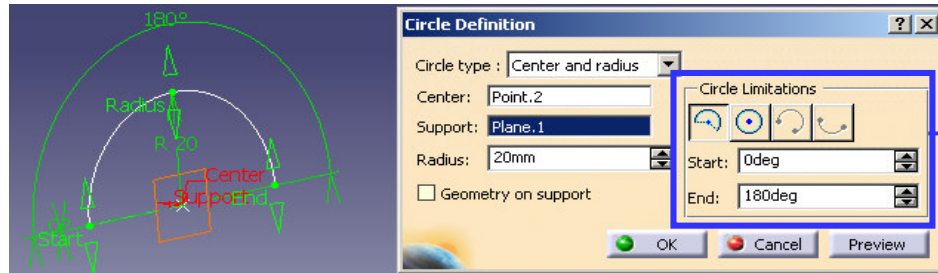 180°
Radius
R 20
Center
Support
End
Start
Circle Definition
Circle type : Center and radius
Center: Point.2
Support: Plane.1
Radius: 20mm
Geometry on support
Circle Limitations
Start: 0deg
End: 180deg
OK Cancel Preview